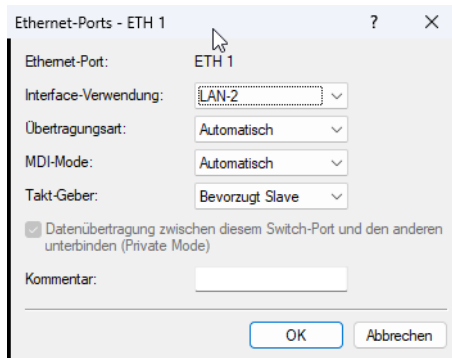 Ethernet-Ports - ETH 1 ?
Ethernet-Port: ETH 1
Interface-Verwendung: LAN-2
Übertragungsart: Automatisch
MDI-Mode: Automatisch
Takt-Geber: Bevorzugt Slave
Datenübertragung zwischen diesem Switch-Port und den anderen
unterbinden (Private Mode)
Kommentar:
OK Abbrechen